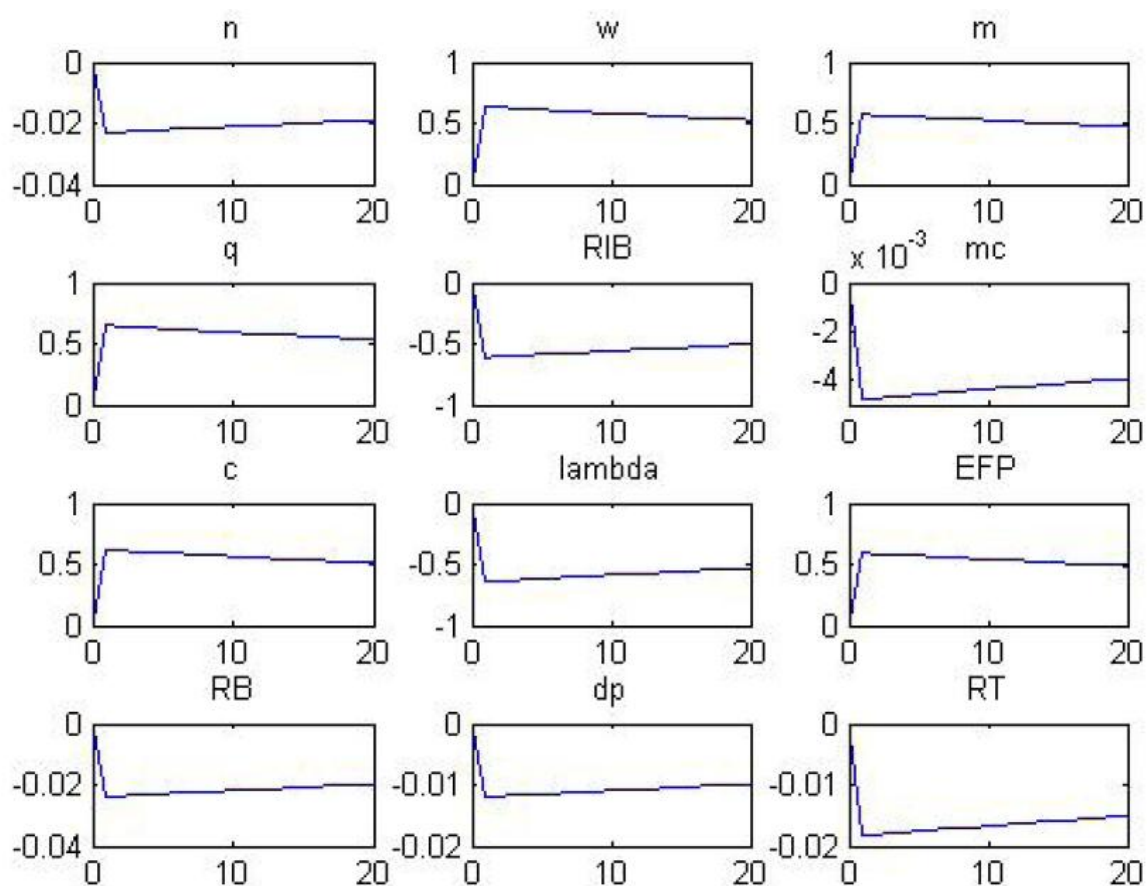 n w m
0 1 1
-0.02 0.5 0.5
-0.04 0 0
0 10 20 0 10 20 0 10 20
q RIB x 10^-3 mc
1 0 0
0.5 -0.5 -2
0 -1 -4
0 10 20 0 10 20 0 10 20
c lambda EFP
1 0 1
0.5 -0.5 0.5
0 -1 0
0 10 20 0 10 20 0 10 20
RB dp RT
0 0 0
-0.02 -0.01 -0.01
-0.04 -0.02 -0.02
0 10 20 0 10 20 0 10 20